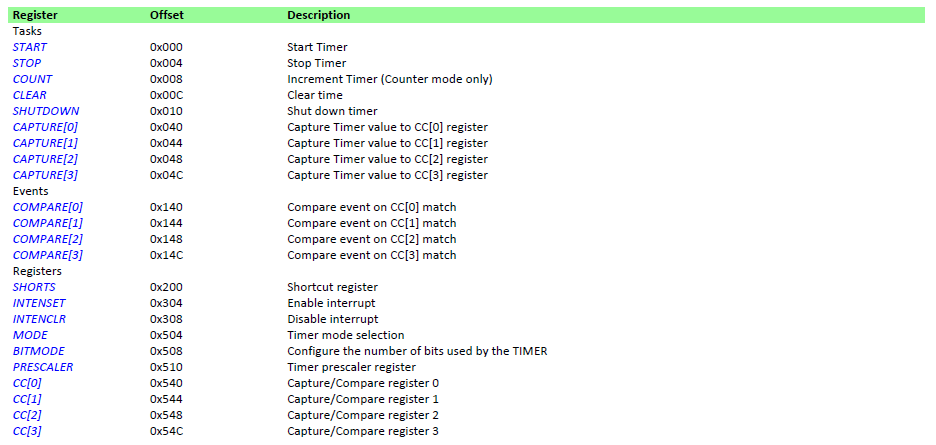 Register Offset Description
Tasks
START 0x000 Start Timer
STOP 0x004 Stop Timer
COUNT 0x008 Increment Timer (Counter mode only)
CLEAR 0x00C Clear time
SHUTDOWN 0x010 Shut down timer
CAPTURE[0] 0x040 Capture Timer value to CC[0] register
CAPTURE[1] 0x044 Capture Timer value to CC[1] register
CAPTURE[2] 0x048 Capture Timer value to CC[2] register
CAPTURE[3] 0x04C Capture Timer value to CC[3] register
Events
COMPARE[0] 0x140 Compare event on CC[0] match
COMPARE[1] 0x144 Compare event on CC[1] match
COMPARE[2] 0x148 Compare event on CC[2] match
COMPARE[3] 0x14C Compare event on CC[3] match
Registers
SHORTS 0x200 Shortcut register
INTENSET 0x304 Enable interrupt
INTENCLR 0x308 Disable interrupt
MODE 0x504 Timer mode selection
BITMODE 0x508 Configure the number of bits used by the TIMER
PRESCALER 0x510 Timer prescaler register
CC[0] 0x540 Capture/Compare register 0
CC[1] 0x544 Capture/Compare register 1
CC[2] 0x548 Capture/Compare register 2
CC[3] 0x54C Capture/Compare register 3